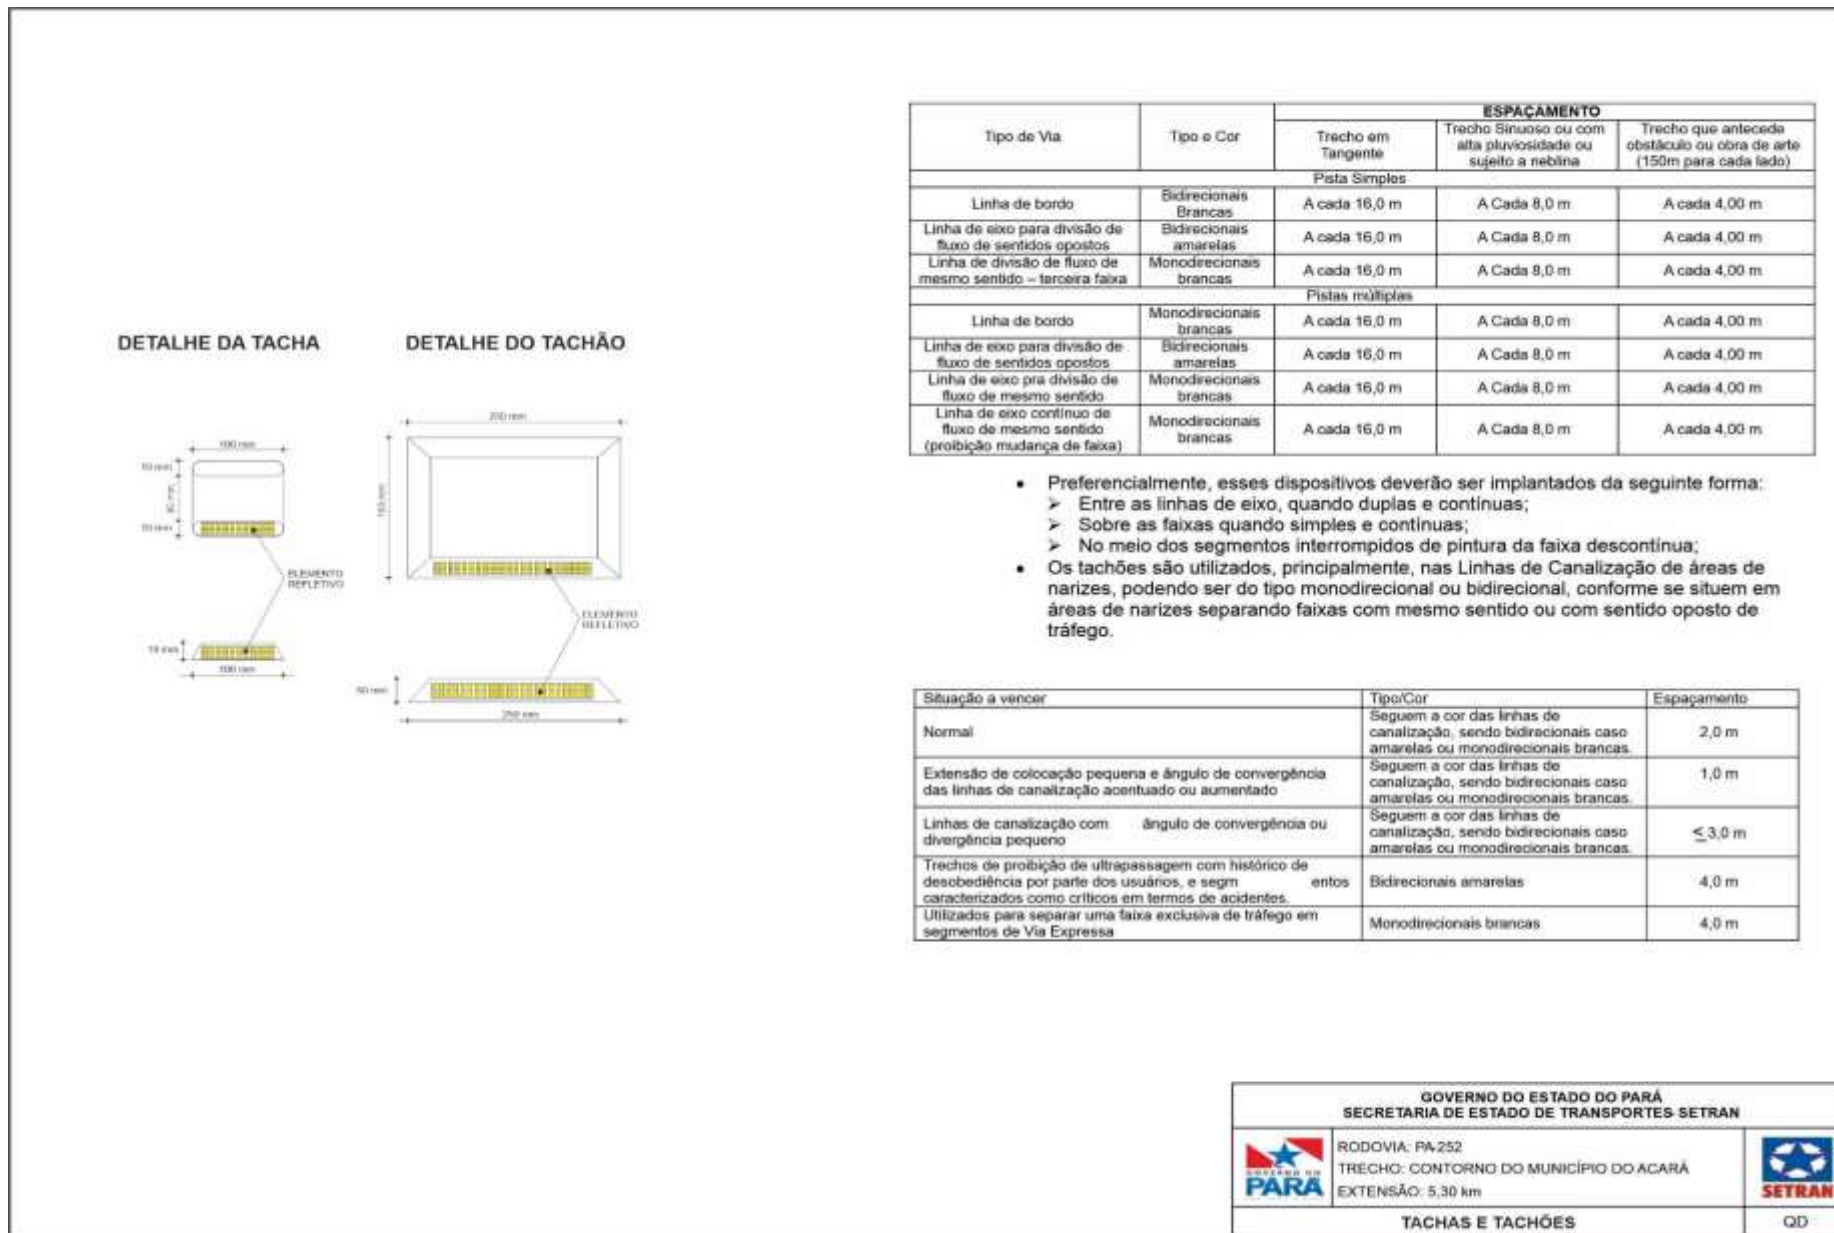 ESPAÇAMENTO
Tipo de Via
Tipo e Cor
Trecho em
Tangente
Trecho Sinuoso ou com
alta pluviosidade ou
sujeito a neblina
Trecho que antecede
obstáculo ou obra de arte
(150m para cada lado)
Pista Simples
Linha de bordo
Bidirecionais
Brancas
A cada 16,0 m
A Cada 8,0 m
A cada 4,00 m
Linha de eixo para divisão de
fluxo de sentidos opostos
Bidirecionais
amarelas
A cada 16,0 m
A Cada 8,0 m
A cada 4,00 m
Linha de divisão de fluxo de
mesmo sentido – terceira faixa
Monodirecionais
brancas
A cada 16,0 m
A Cada 8,0 m
A cada 4,00 m
Pistas múltiplas
Linha de bordo
Monodirecionais
brancas
A cada 16,0 m
A Cada 8,0 m
A cada 4,00 m
Linha de eixo para divisão de
fluxo de sentidos opostos
Bidirecionais
amarelas
A cada 16,0 m
A Cada 8,0 m
A cada 4,00 m
Linha de eixo pra divisão de
fluxo de mesmo sentido
Monodirecionais
brancas
A cada 16,0 m
A Cada 8,0 m
A cada 4,00 m
Linha de eixo contínuo de
fluxo de mesmo sentido
(proibição mudança de faixa)
Monodirecionais
brancas
A cada 16,0 m
A Cada 8,0 m
A cada 4,00 m
DETALHE DA TACHA
DETALHE DO TACHÃO
100 mm
10 mm
10 mm
ELEMENTO
REFLETIVO
250 mm
ELEMENTO
REFLETIVO
50 mm
250 mm
• Preferencialmente, esses dispositivos deverão ser implantados da seguinte forma:
➢ Entre as linhas de eixo, quando duplas e contínuas;
➢ Sobre as faixas quando simples e contínuas;
➢ No meio dos segmentos interrompidos de pintura da faixa descontínua;
• Os tachões são utilizados, principalmente, nas Linhas de Canalização de áreas de
narizes, podendo ser do tipo monodirecional ou bidirecional, conforme se situem em
áreas de narizes separando faixas com mesmo sentido ou com sentido oposto de
tráfego.
Situação a vencer
Tipo/Cor
Espaçamento
Normal
Seguem a cor das linhas de
canalização, sendo bidirecionais caso
amarelas ou monodirecionais brancas.
2,0 m
Extensão de colocação pequena e ângulo de convergência
das linhas de canalização acentuado ou aumentado
Seguem a cor das linhas de
canalização, sendo bidirecionais caso
amarelas ou monodirecionais brancas.
1,0 m
Linhas de canalização com ângulo de convergência ou
divergência pequeno
Seguem a cor das linhas de
canalização, sendo bidirecionais caso
amarelas ou monodirecionais brancas.
≤ 3,0 m
Trechos de proibição de ultrapassagem com histórico de
desobediência por parte dos usuários, e segm entos
caracterizados como críticos em termos de acidentes.
Bidirecionais amarelas
4,0 m
Utilizados para separar uma faixa exclusiva de tráfego em
segmentos de Via Expressa
Monodirecionais brancas
4,0 m
GOVERNO DO ESTADO DO PARÁ
SECRETARIA DE ESTADO DE TRANSPORTES-SETRAN
GOVERNO DO
PARÁ
RODOVIA: PA-252
TRECHO: CONTORNO DO MUNICÍPIO DO ACARÁ
EXTENSÃO: 5,30 km
SETRAN
TACHAS E TACHÕES
QD